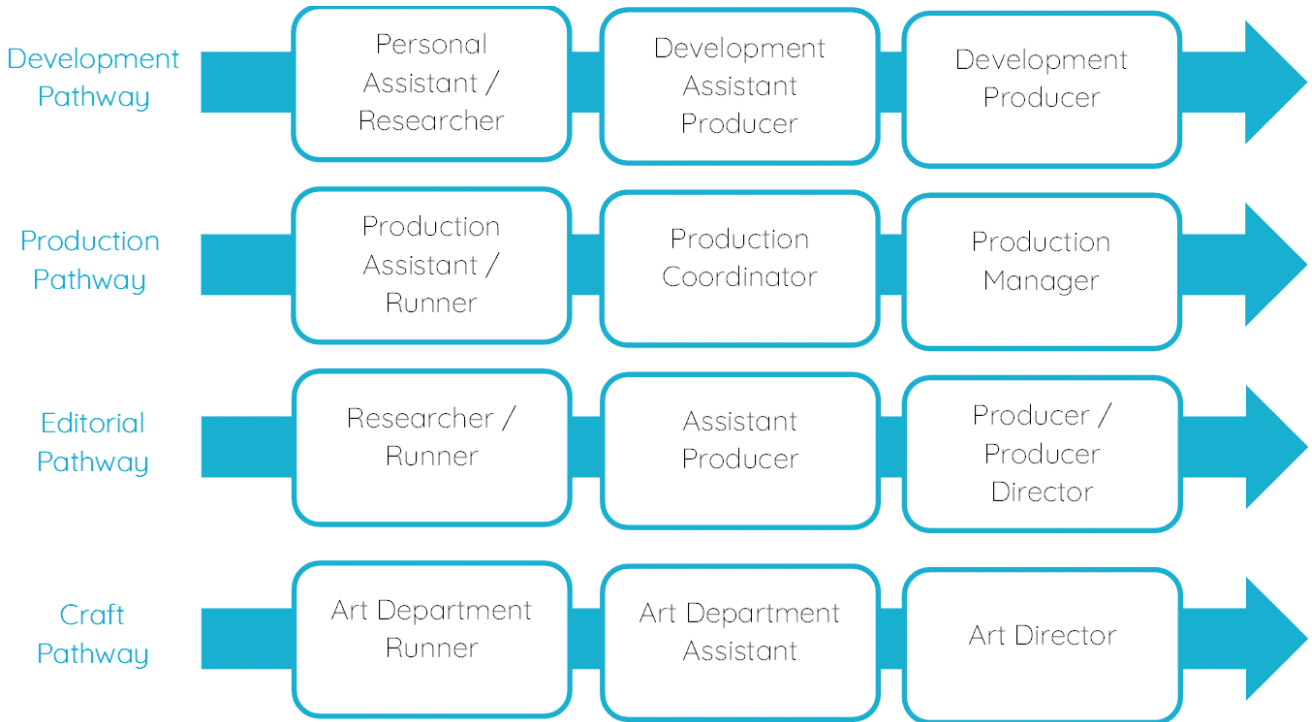 Development
Pathway
Personal
Assistant /
Researcher
Development
Assistant
Producer
Development
Producer
Production
Pathway
Production
Assistant /
Runner
Production
Coordinator
Production
Manager
Editorial
Pathway
Researcher /
Runner
Assistant
Producer
Producer /
Producer
Director
Craft
Pathway
Art Department
Runner
Art Department
Assistant
Art Director